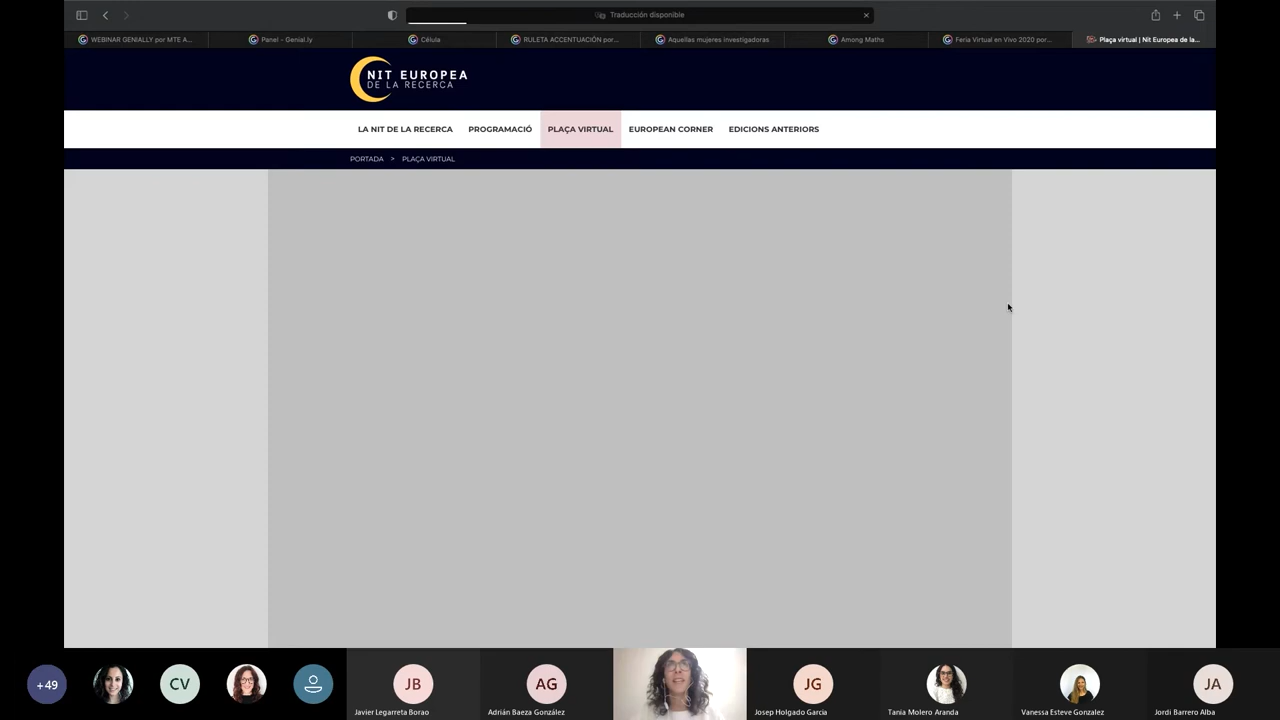 Traducción disponible
WEBINAR GENIALLY por MTE A...
Panel - Genial.ly
Célula
RULETA ACCENTUACIÓN por...
Aquellas mujeres investigadoras
Among Maths
Feria Virtual en Vivo 2020 por...
Plaça virtual | Nit Europea de la...
NIT EUROPEA
DE LA RECERCA
LA NIT DE LA RECERCA
PROGRAMACIÓ
PLAÇA VIRTUAL
EUROPEAN CORNER
EDICIONS ANTERIORS
PORTADA > PLAÇA VIRTUAL
+49
CV
JB
AG
JG
JA
Javier Legarreta Borao
Adrián Baeza González
Josep Holgado García
Tania Molero Aranda
Vanessa Esteve Gonzalez
Jordi Barrero Alba